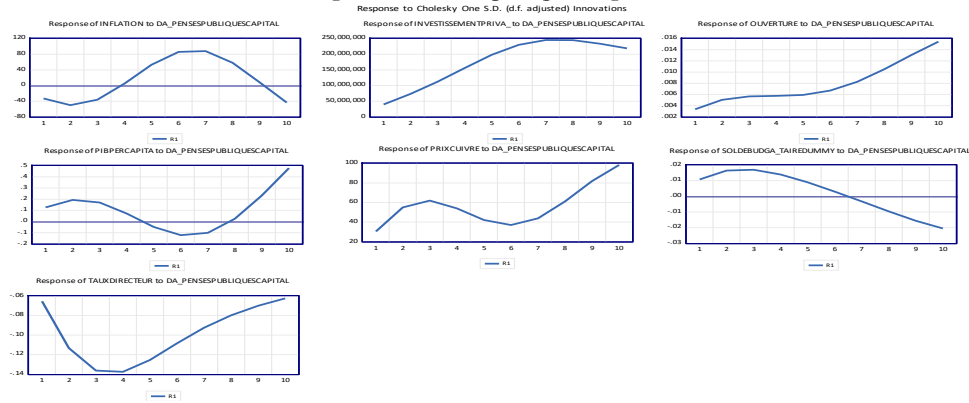 Response to Cholesky One S.D. (d.f. adjusted) Innovations
Response of INFLATION to DA_PENSESPUBLIQUESCAPITAL
120
80
40
0
-40
-80
1 2 3 4 5 6 7 8 9 10
R1
Response of INVESTISSEMENTPRIVA_ to DA_PENSESPUBLIQUESCAPITAL
250,000,000
200,000,000
150,000,000
100,000,000
50,000,000
0
1 2 3 4 5 6 7 8 9 10
R1
Response of OUVERTURE to DA_PENSESPUBLIQUESCAPITAL
.016
.014
.012
.010
.008
.006
.004
.002
1 2 3 4 5 6 7 8 9 10
R1
Response of PIBPERCAPITA to DA_PENSESPUBLIQUESCAPITAL
.5
.4
.3
.2
.1
.0
-.1
-.2
1 2 3 4 5 6 7 8 9 10
R1
Response of PRIXCUIVRE to DA_PENSESPUBLIQUESCAPITAL
100
80
60
40
20
1 2 3 4 5 6 7 8 9 10
R1
Response of SOLDEBUDGA_TAIREDUMMY to DA_PENSESPUBLIQUESCAPITAL
.02
.01
.00
-.01
-.02
-.03
1 2 3 4 5 6 7 8 9 10
R1
Response of TAUXDIRECTEUR to DA_PENSESPUBLIQUESCAPITAL
-.06
-.08
-.10
-.12
-.14
1 2 3 4 5 6 7 8 9 10
R1